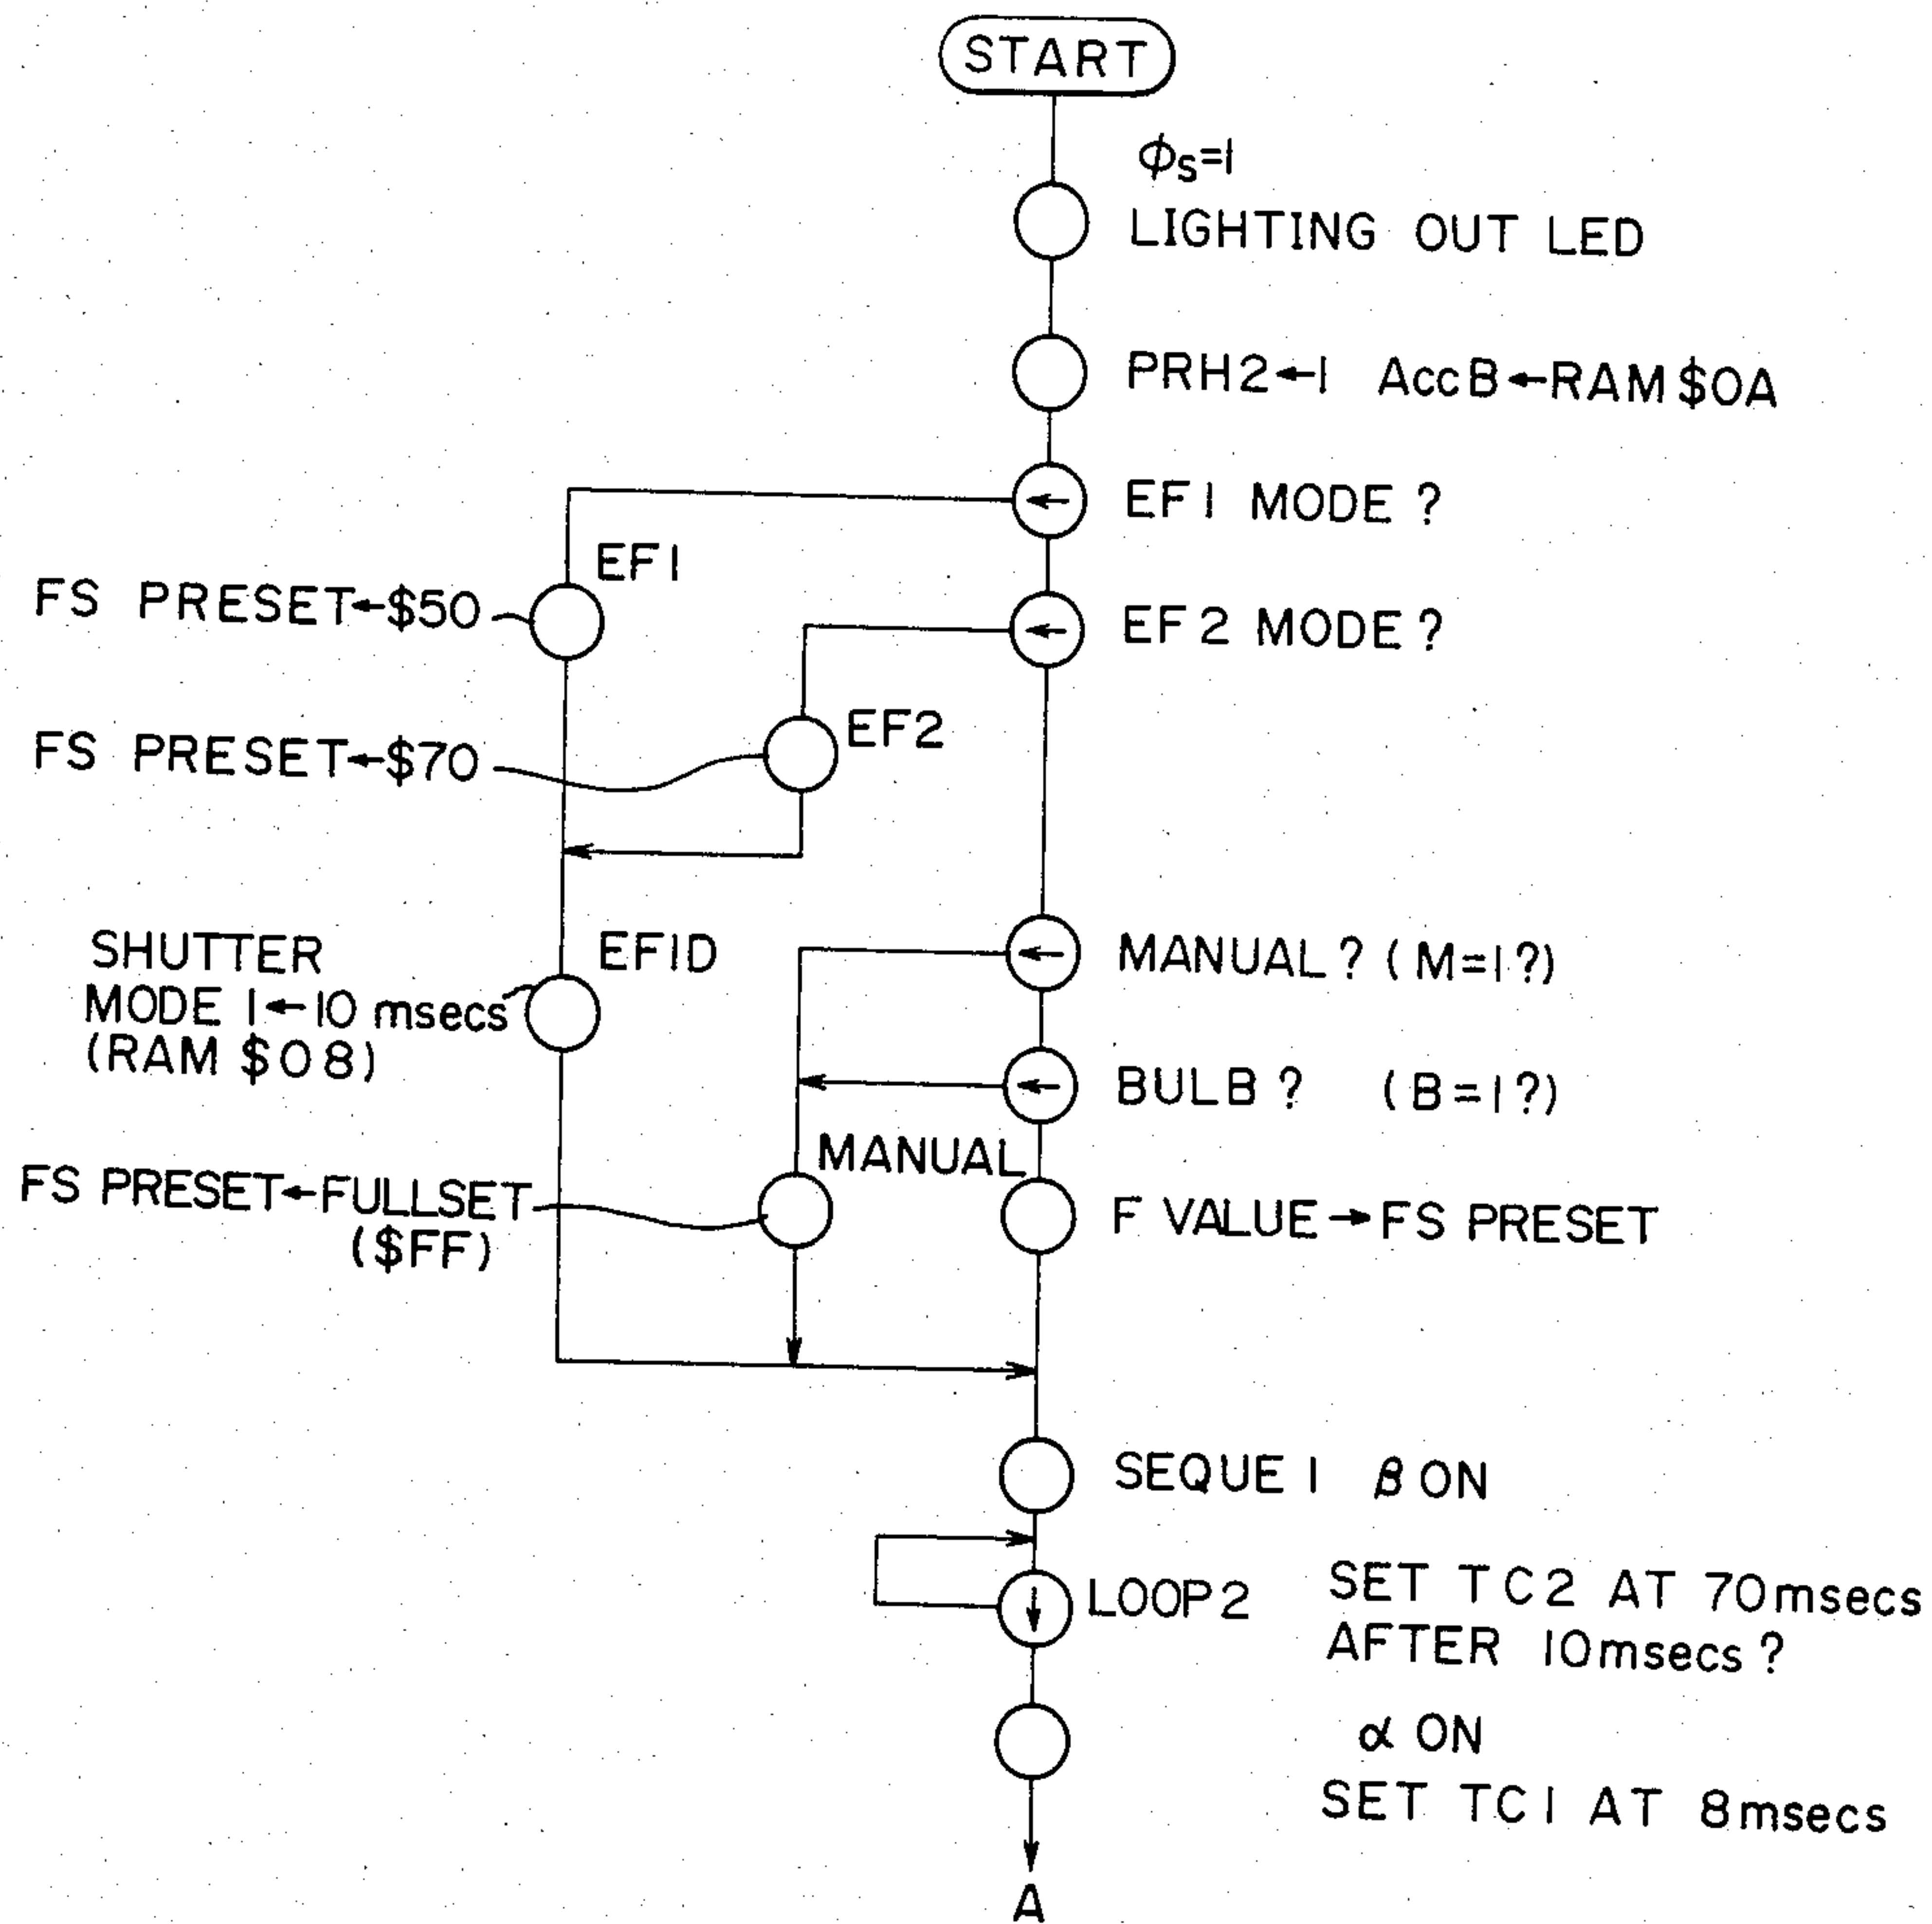 START
ϕs=1
LIGHTING OUT LED
PRH2←1 AccB←RAM $0A
EF1 MODE ?
EF1
FS PRESET←$50
EF2 MODE ?
EF2
FS PRESET←$70
SHUTTER
MODE 1←10 msecs
(RAM $08)
EF1D
MANUAL ? (M=1?)
BULB ? (B=1?)
MANUAL
FS PRESET←FULLSET
($FF)
F VALUE→FS PRESET
SEQUE 1 β ON
LOOP2
SET TC2 AT 70msecs
AFTER 10msecs ?
α ON
SET TC1 AT 8msecs
A